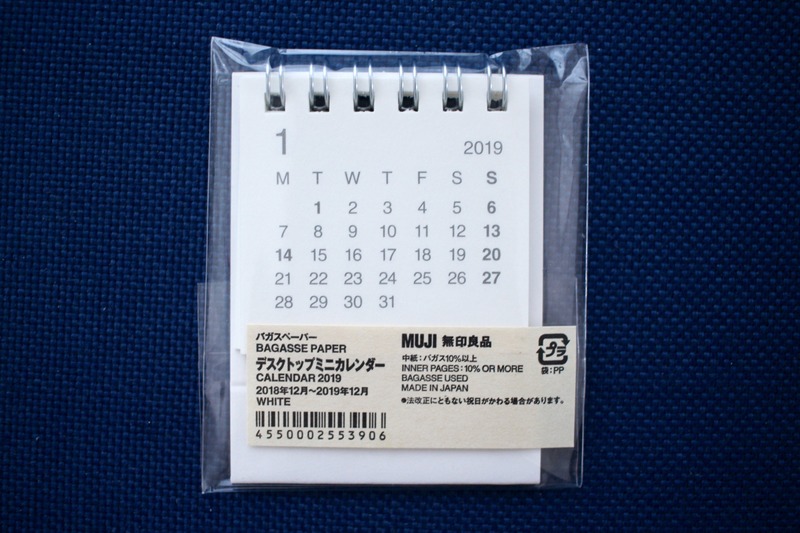 1 2019
M T W T F S S
1 2 3 4 5 6
7 8 9 10 11 12 13
14 15 16 17 18 19 20
21 22 23 24 25 26 27
28 29 30 31
バガスペーパー
BAGASSE PAPER
デスクトップミニカレンダー
CALENDAR 2019
2018年12月〜2019年12月
WHITE
4550002553906
MUJI 無印良品
中紙：バガス10%以上
INNER PAGES: 10% OR MORE
BAGASSE USED
MADE IN JAPAN
●法改正にともない祝日がかわる場合があります。
プラ
袋：PP